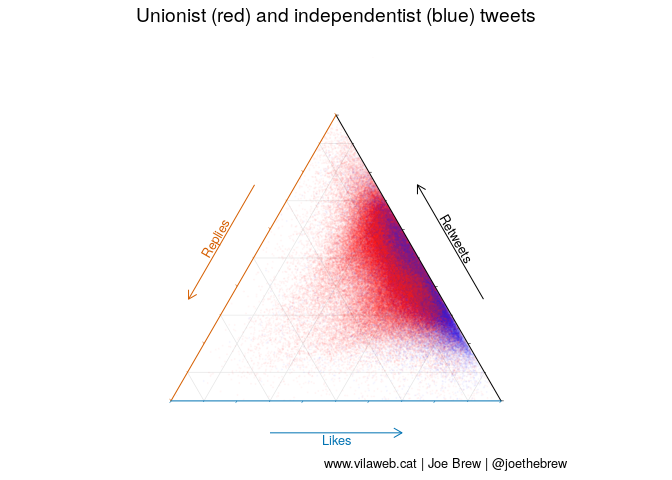 Unionist (red) and independentist (blue) tweets
Replies
Retweets
Likes
www.vilaweb.cat | Joe Brew | @joethebrew